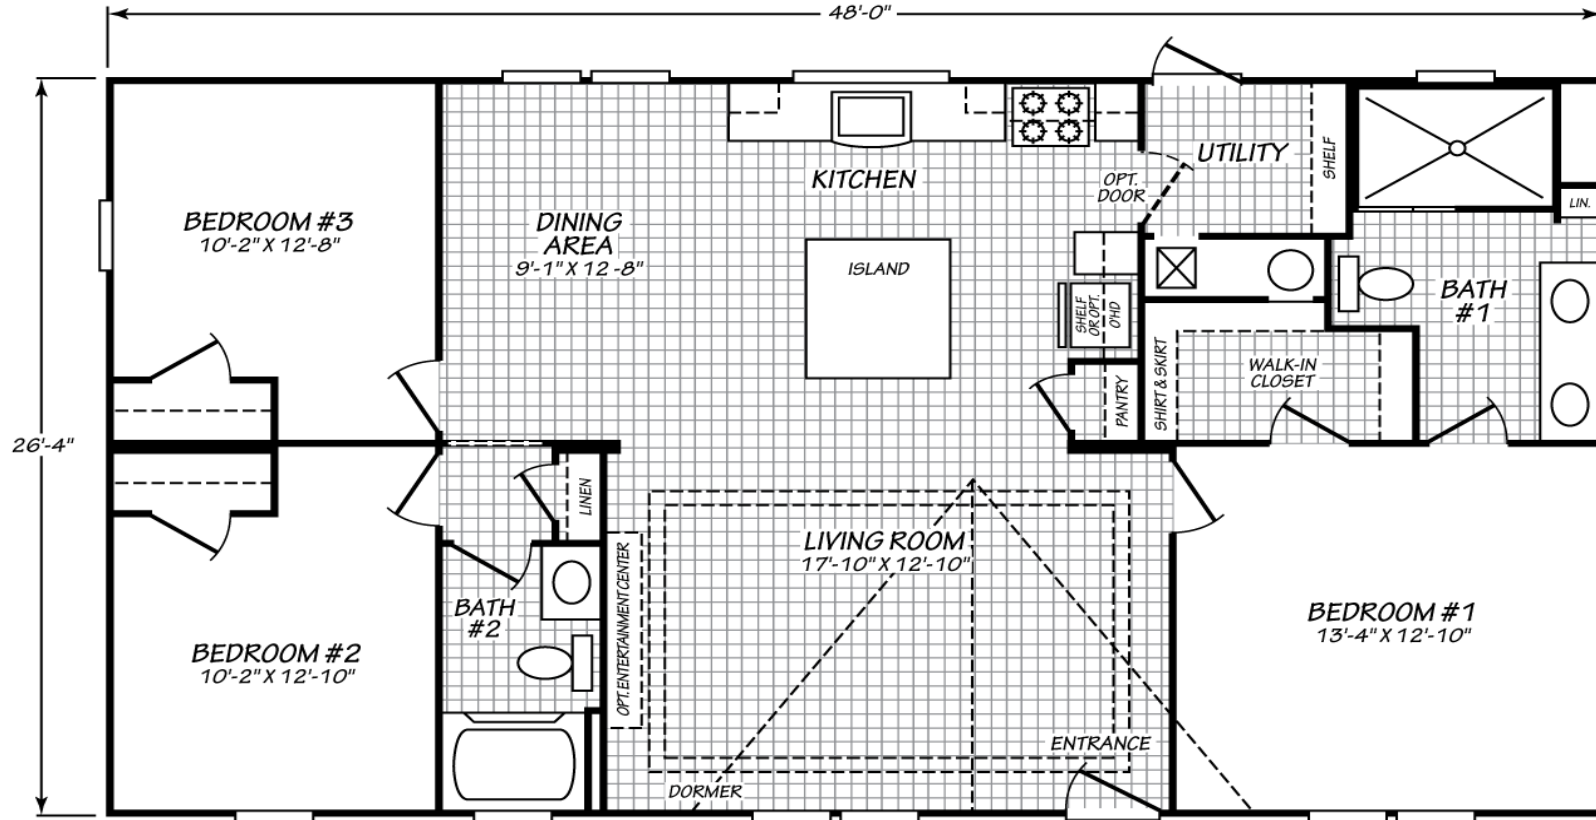 48'-0"
26'-4"
BEDROOM #3
10'-2" X 12'-8"
DINING
AREA
9'-1" X 12 -8"
KITCHEN
ISLAND
OPT.
DOOR
UTILITY
SHELF
LIN.
SHELF
OR OPT.
O'HD
PANTRY
SHIRT & SKIRT
WALK-IN
CLOSET
BATH
#1
LINEN
BATH
#2
OPT. ENTERTAINMENT CENTER
LIVING ROOM
17'-10" X 12'-10"
BEDROOM #2
10'-2" X 12'-10"
BEDROOM #1
13'-4" X 12'-10"
ENTRANCE
DORMER